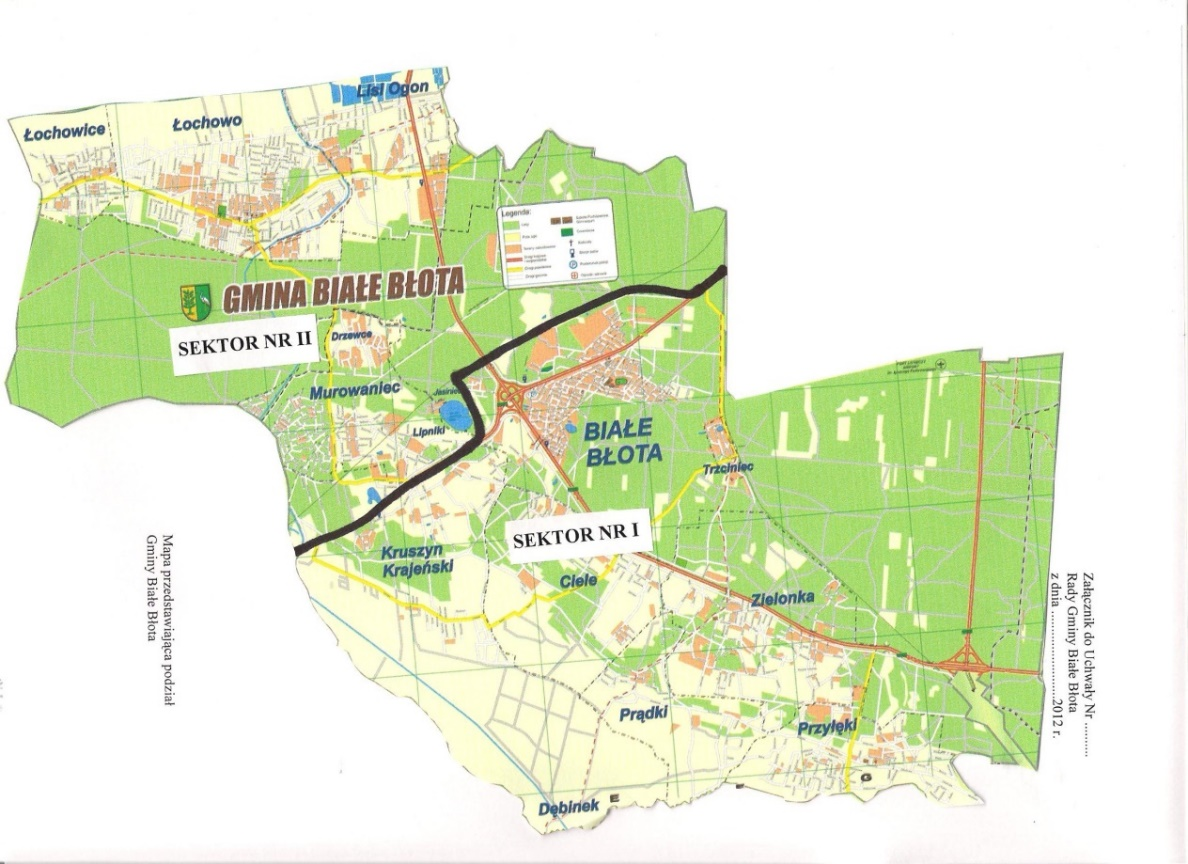 Lisi Ogon
Łochowice
Łochowo
Legenda:
GMINA BIAŁE BŁOTA
SEKTOR NR II
Drzewce
Murowaniec
Lipniki
BIAŁE
BŁOTA
Trzciniec
SEKTOR NR I
Kruszyn
Krajeński
Ciele
Zielonka
Prądki
Przyłęki
Dębinek
E
F
G
Mapa przedstawiająca podział
Gminy Białe Błota
Załącznik do Uchwały Nr ..........
Rady Gminy Białe Błota
z dnia ........................2012 r.